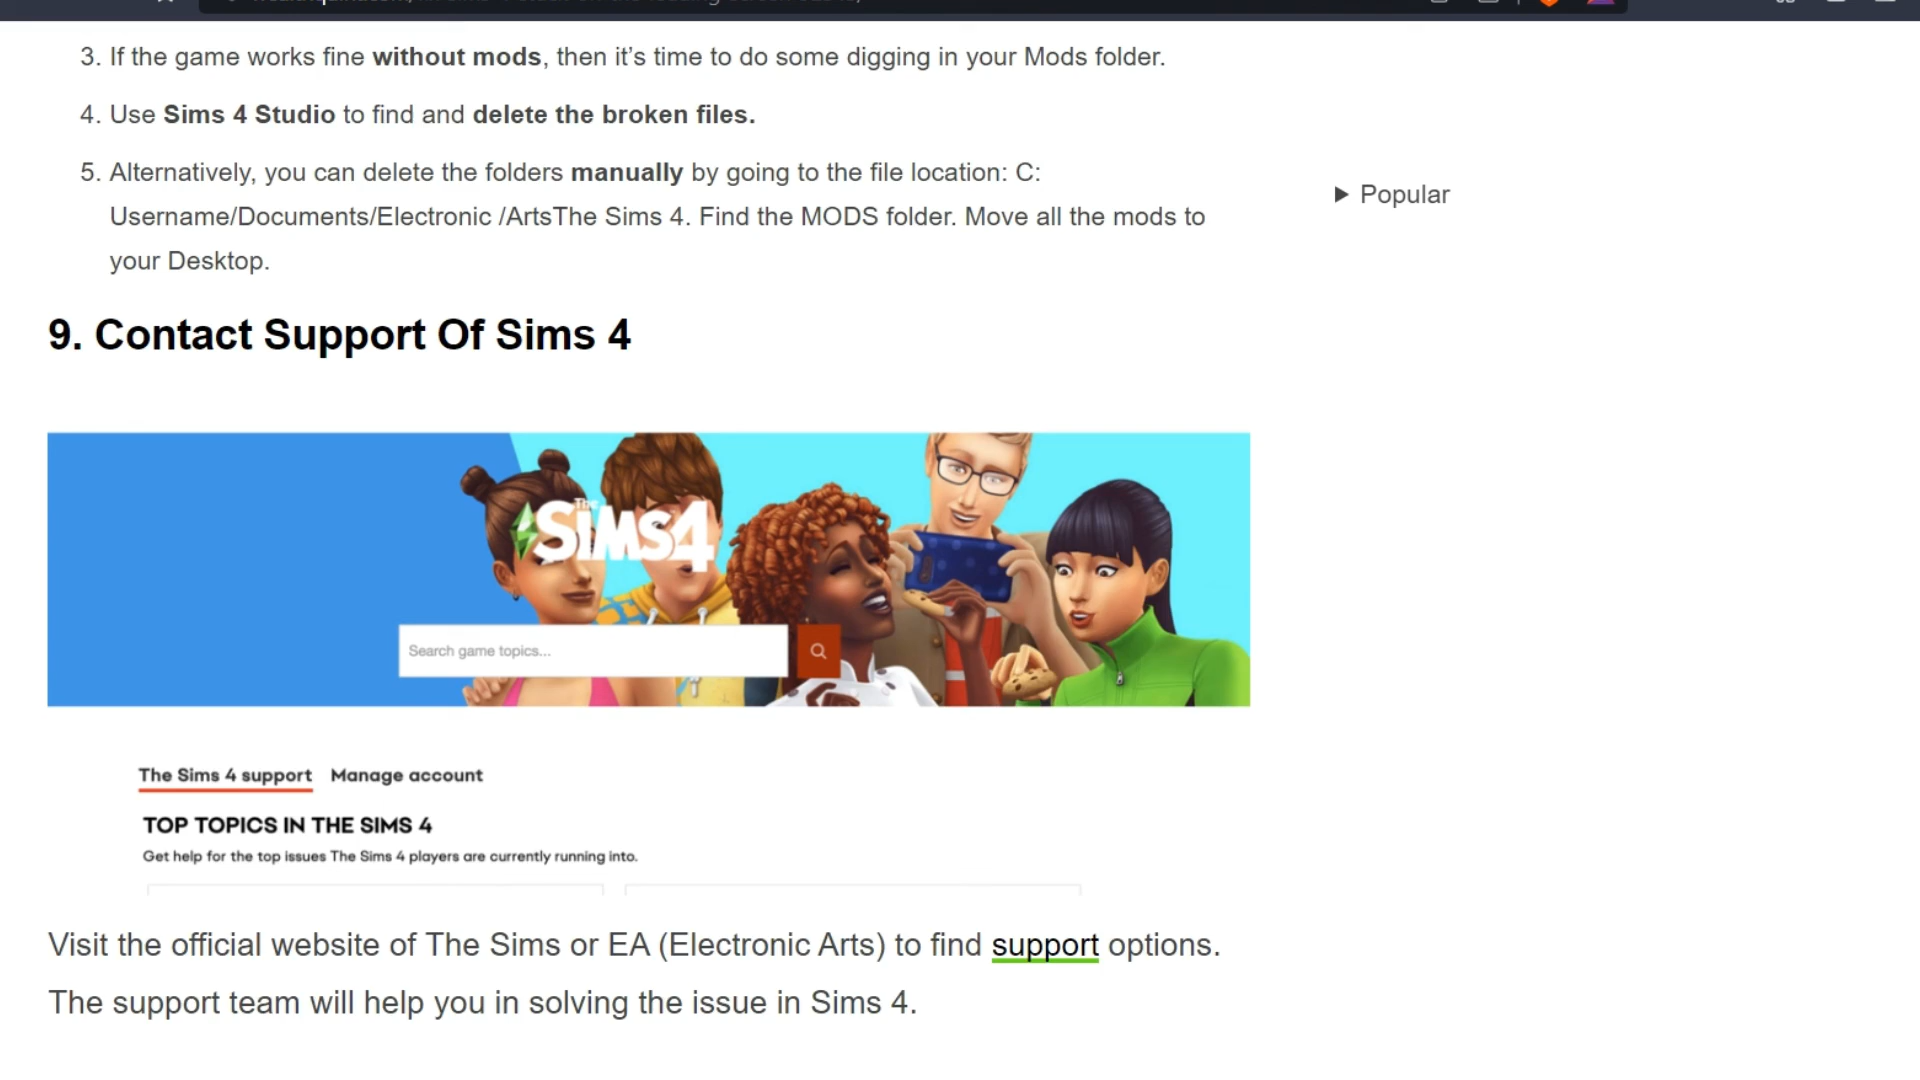 3. If the game works fine without mods, then it’s time to do some digging in your Mods folder.
4. Use Sims 4 Studio to find and delete the broken files.
5. Alternatively, you can delete the folders manually by going to the file location: C:
Username/Documents/Electronic /ArtsThe Sims 4. Find the MODS folder. Move all the mods to
your Desktop.
Popular
9. Contact Support Of Sims 4
The
SIMS4
Search game topics...
The Sims 4 support Manage account
TOP TOPICS IN THE SIMS 4
Get help for the top issues The Sims 4 players are currently running into.
Visit the official website of The Sims or EA (Electronic Arts) to find support options.
The support team will help you in solving the issue in Sims 4.